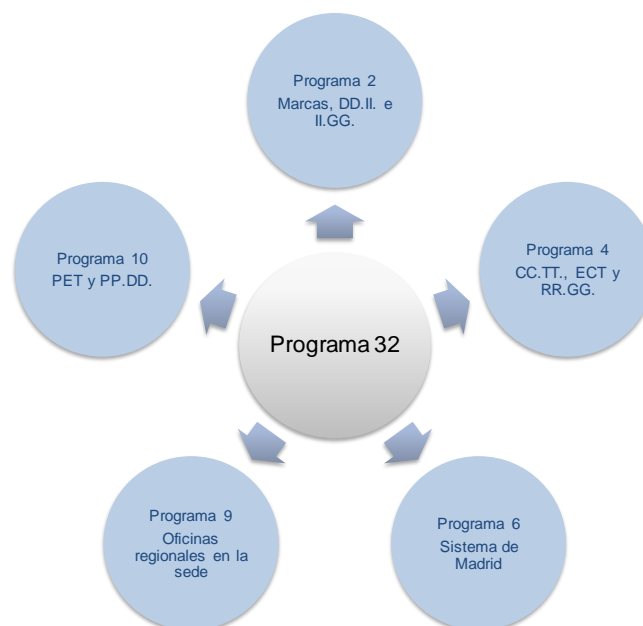 Programa 2
Marcas, DD.II. e
II.GG.
Programa 10
PET y PP.DD.
Programa 4
CC.TT., ECT y
RR.GG.
Programa 32
Programa 9
Oficinas
regionales en la
sede
Programa 6
Sistema de
Madrid